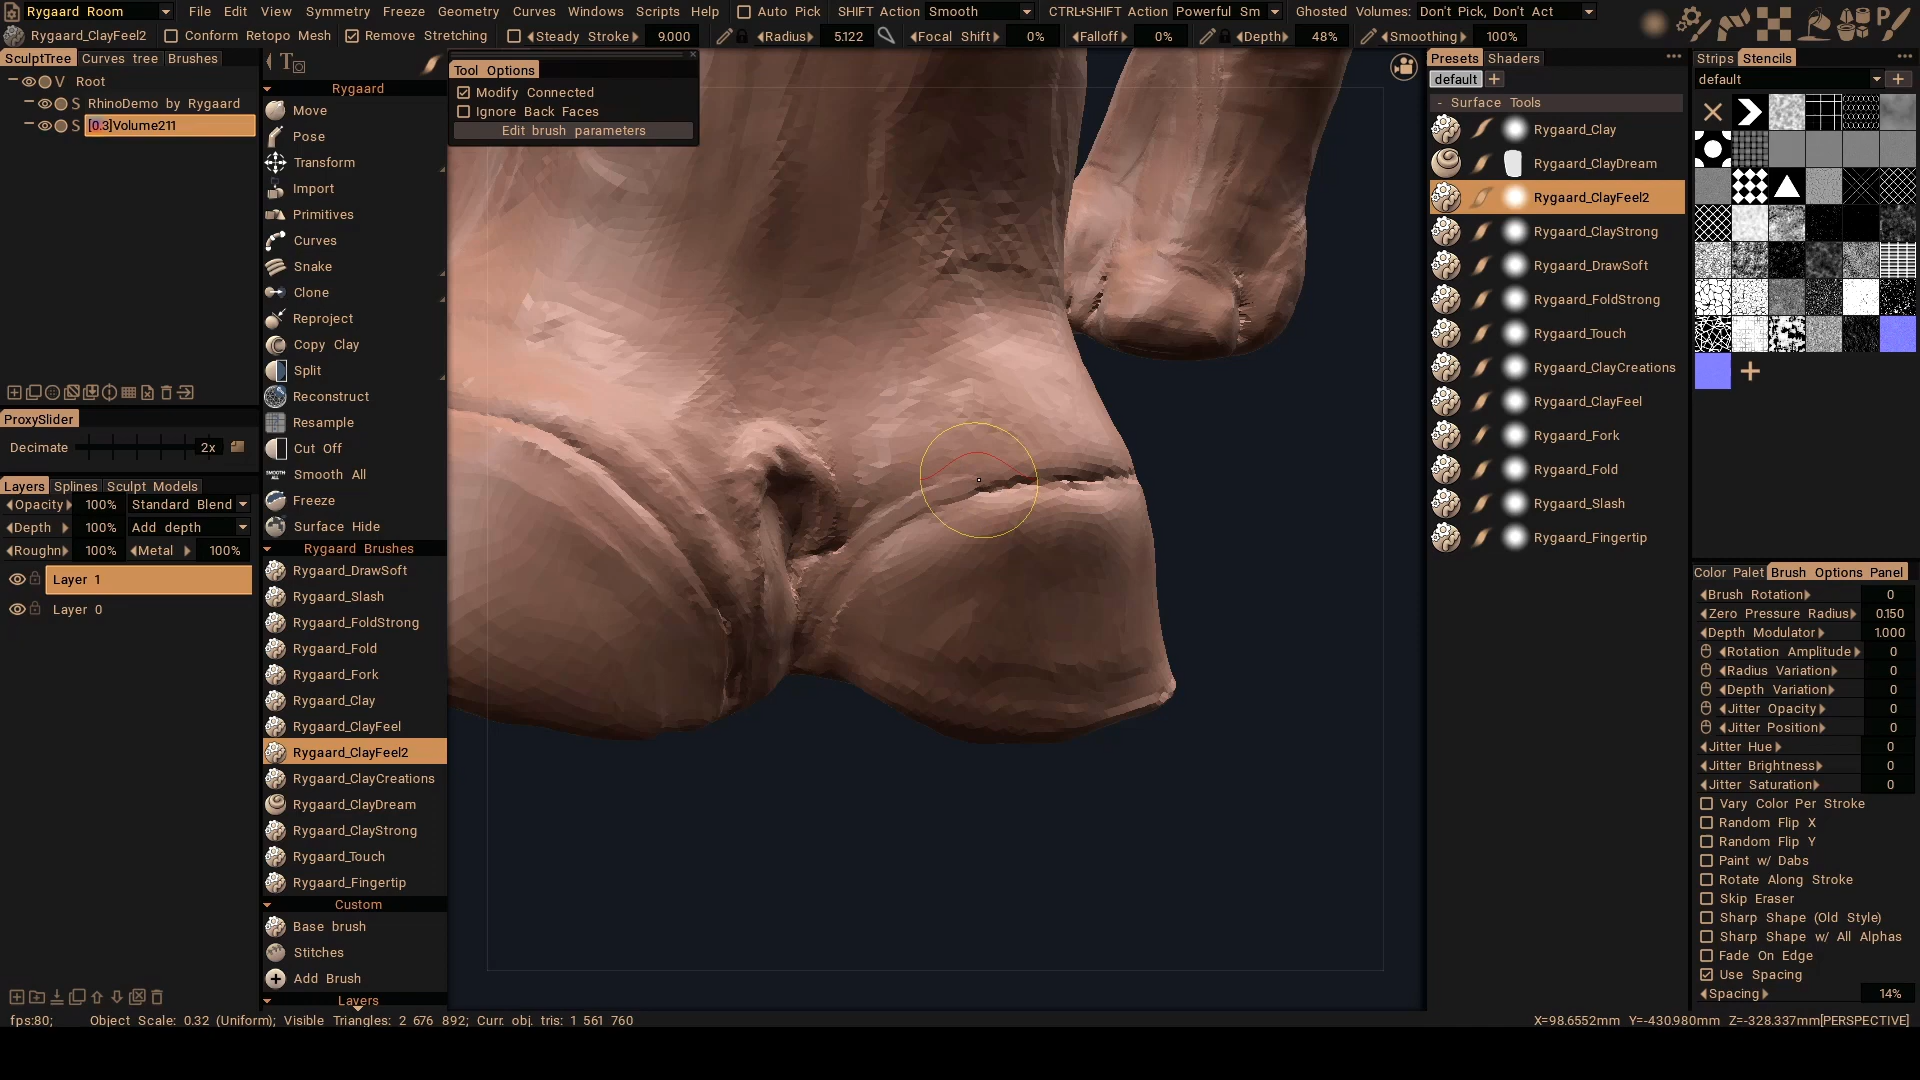 Rygaard Room File Edit View Symmetry Freeze Geometry Curves Windows Scripts Help Auto Pick SHIFT Action Smooth CTRL+SHIFT Action Powerful Sm Ghosted Volumes: Don't Pick, Don't Act
Rygaard_ClayFeel2 Conform Retopo Mesh Remove Stretching Steady Stroke 9.000 Radius 5.122 Focal Shift 0% Falloff 0% Depth 48% Smoothing 100%
SculptTree Curves tree Brushes
V Root
S RhinoDemo by Rygaard
S [0.3]Volume211
ProxySlider
Decimate 2x
Layers Splines Sculpt Models
Opacity 100% Standard Blend
Depth 100% Add depth
Roughn 100% Metal 100%
Layer 1
Layer 0
Rygaard
Move
Pose
Transform
Import
Primitives
Curves
Snake
Clone
Reproject
Copy Clay
Split
Reconstruct
Resample
Cut Off
Smooth All
Freeze
Surface Hide
Rygaard Brushes
Rygaard_DrawSoft
Rygaard_Slash
Rygaard_FoldStrong
Rygaard_Fold
Rygaard_Fork
Rygaard_Clay
Rygaard_ClayFeel
Rygaard_ClayFeel2
Rygaard_ClayCreations
Rygaard_ClayDream
Rygaard_ClayStrong
Rygaard_Touch
Rygaard_Fingertip
Custom
Base brush
Stitches
Add Brush
Layers
Tool Options
Modify Connected
Ignore Back Faces
Edit brush parameters
Presets Shaders
default +
- Surface Tools
Rygaard_Clay
Rygaard_ClayDream
Rygaard_ClayFeel2
Rygaard_ClayStrong
Rygaard_DrawSoft
Rygaard_FoldStrong
Rygaard_Touch
Rygaard_ClayCreations
Rygaard_ClayFeel
Rygaard_Fork
Rygaard_Fold
Rygaard_Slash
Rygaard_Fingertip
Strips Stencils
default
Color Palet Brush Options Panel
Brush Rotation 0
Zero Pressure Radius 0.150
Depth Modulator 1.000
Rotation Amplitude 0
Radius Variation 0
Depth Variation 0
Jitter Opacity 0
Jitter Position 0
Jitter Hue 0
Jitter Brightness 0
Jitter Saturation 0
Vary Color Per Stroke
Random Flip X
Random Flip Y
Paint w/ Dabs
Rotate Along Stroke
Skip Eraser
Sharp Shape (Old Style)
Sharp Shape w/ All Alphas
Fade On Edge
Use Spacing
Spacing 14%
fps:80; Object Scale: 0.32 (Uniform); Visible Triangles: 2 676 892; Curr. obj. tris: 1 561 760 X=98.6552mm Y=-430.980mm Z=-328.337mm[PERSPECTIVE]